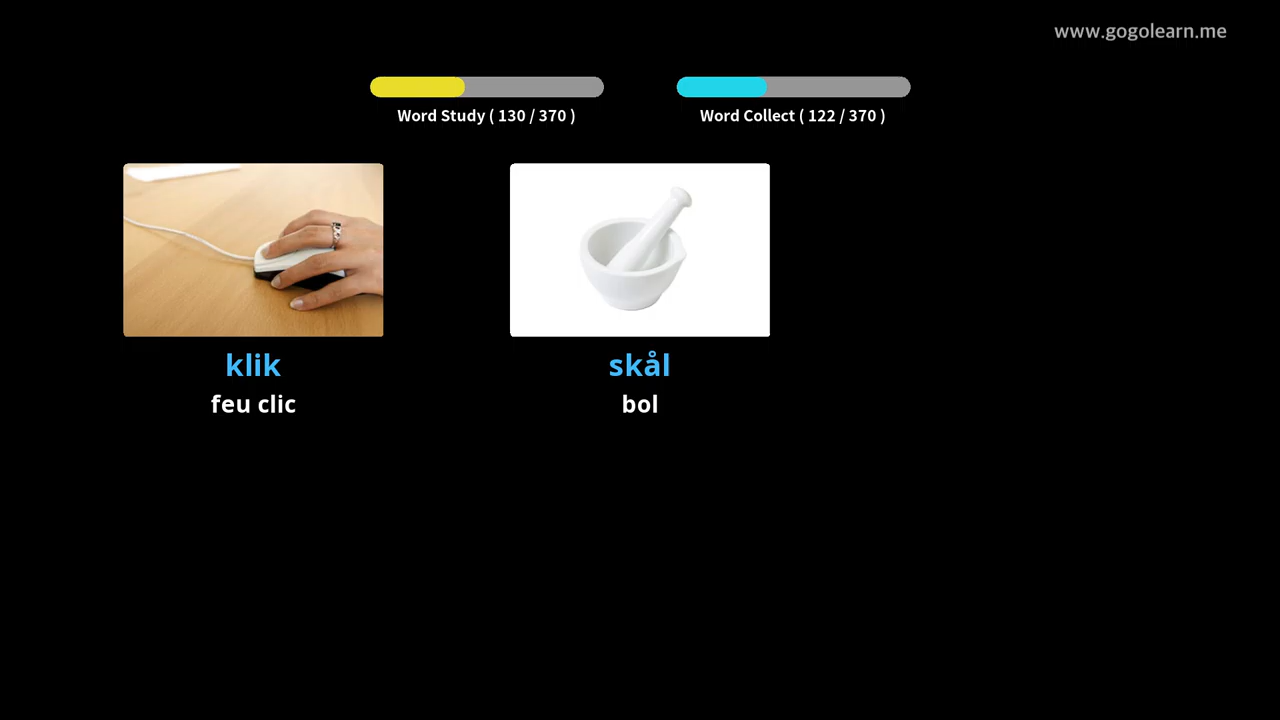 www.gogolearn.me
Word Study ( 130 / 370 )
Word Collect ( 122 / 370 )
klik
feu clic
skål
bol